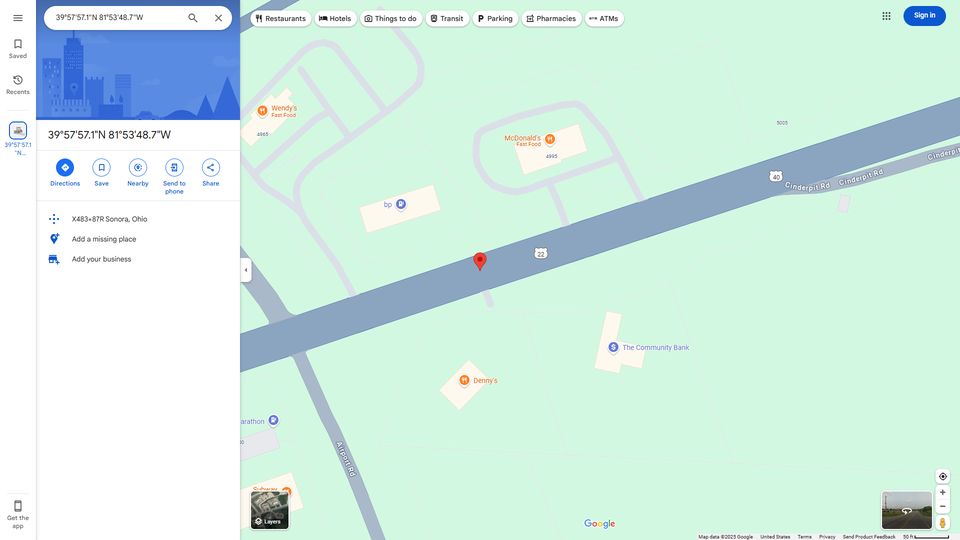 39°57'57.1"N 81°53'48.7"W
Restaurants
Hotels
Things to do
Transit
Parking
Pharmacies
ATMs
Sign in
Saved
Recents
39°57'57.1
"N...
39°57'57.1"N 81°53'48.7"W
Directions
Save
Nearby
Send to
phone
Share
X483+87R Sonora, Ohio
Add a missing place
Add your business
Get the
app
Wendy's
Fast Food
4965
McDonald's
Fast Food
4995
5005
bp
40
Cinderpit Rd
Cinderpit Rd
Cinderpit
22
The Community Bank
Denny's
arathon
Airport Rd
Subway
Layers
Google
Map data ©2025 Google
United States
Terms
Privacy
Send Product Feedback
50 ft